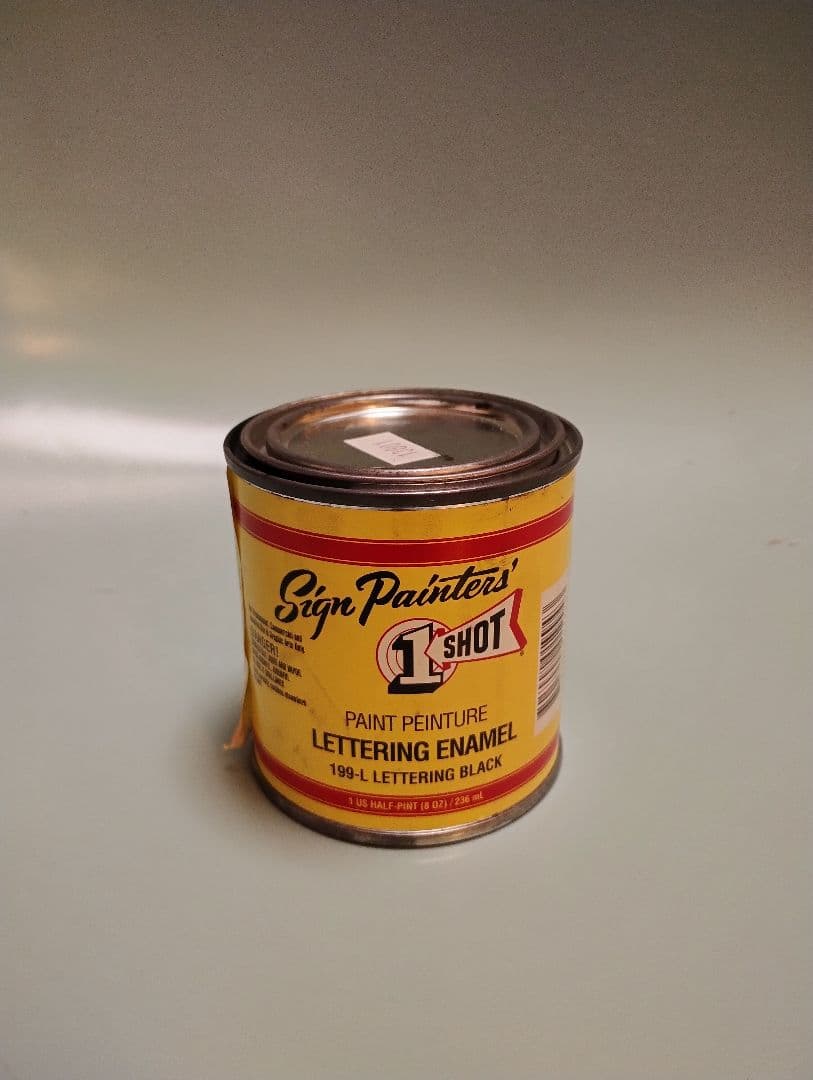 Sign Painters'
1 SHOT
®
DANGER!
PAINT PEINTURE
LETTERING ENAMEL
199-L LETTERING BLACK
1 US HALF-PINT (8 OZ) / 236 mL